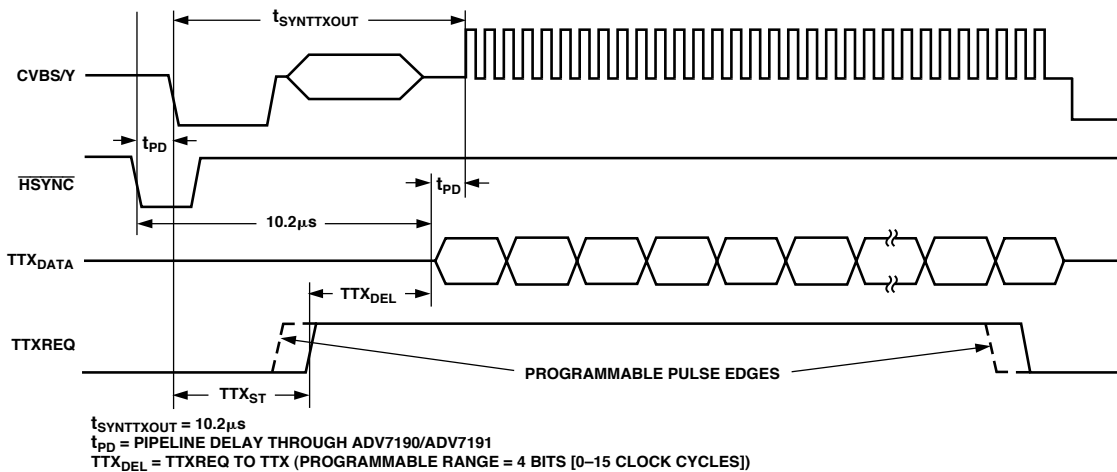 tSYNTTXOUT
CVBS/Y
tPD
HSYNC
tPD
10.2μs
TTXDATA
TTXDEL
TTXREQ
PROGRAMMABLE PULSE EDGES
TTXST
tSYNTTXOUT = 10.2μs
tPD = PIPELINE DELAY THROUGH ADV7190/ADV7191
TTXDEL = TTXREQ TO TTX (PROGRAMMABLE RANGE = 4 BITS [0–15 CLOCK CYCLES])